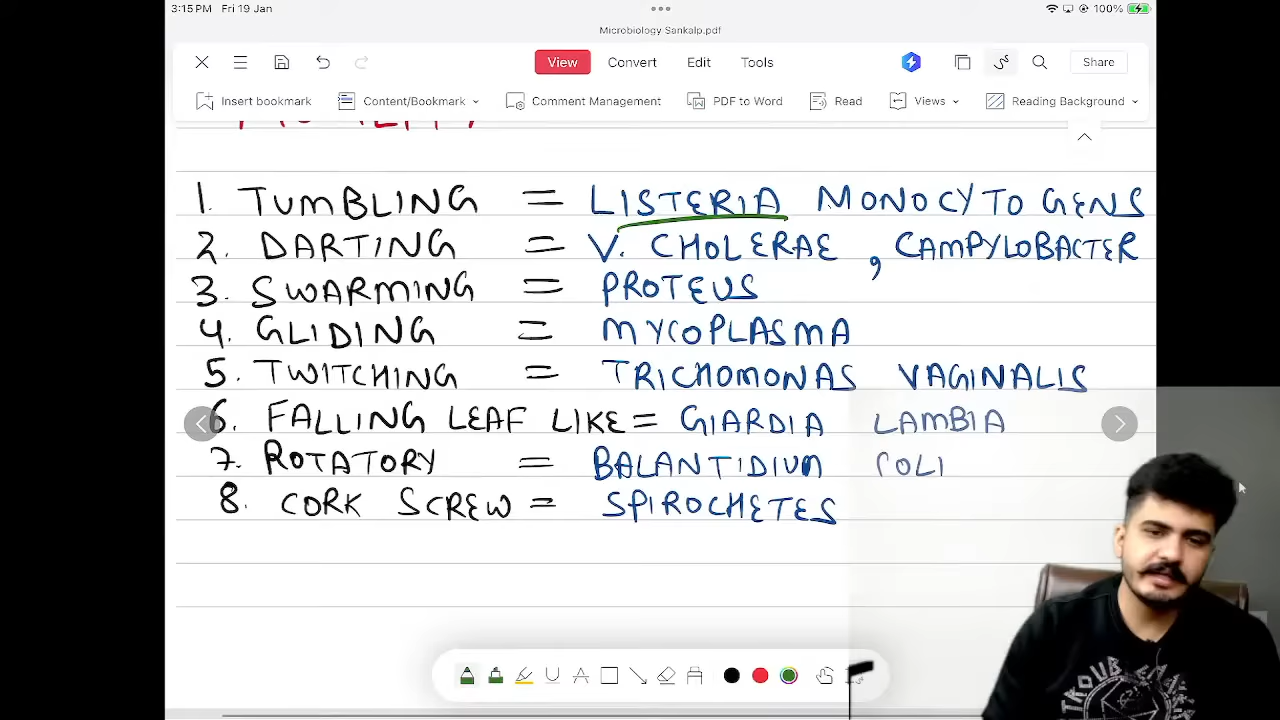 3:15 PM Fri 19 Jan
100%
Microbiology Sankalp.pdf
View Convert Edit Tools Share
Insert bookmark Content/Bookmark Comment Management PDF to Word Read Views Reading Background
1. TUMBLING = LISTERIA MONOCYTO GENS
2. DARTING = V. CHOLERAE , CAMPYLOBACTER
3. SWARMING = PROTEUS
4. GLIDING = MYCOPLASMA
5. TWITCHING = TRICHOMONAS VAGINALIS
6. FALLING LEAF LIKE = GIARDIA LAMBIA
7. ROTATORY = BALANTIDIUM COLI
8. CORK SCREW = SPIROCHETES